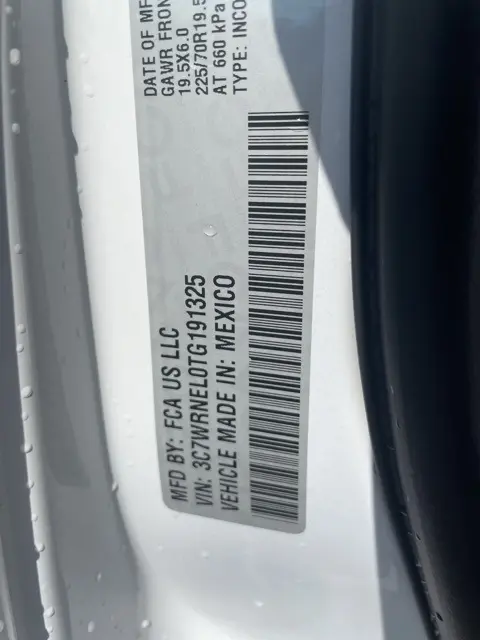 MFD BY: FCA US LLC
VIN: 3C7WRNEL0TG191325
VEHICLE MADE IN: MEXICO
DATE OF MF
GAWR FRON
19.5X6.0
225/70R19.5
AT 660 kPa
TYPE: INCO